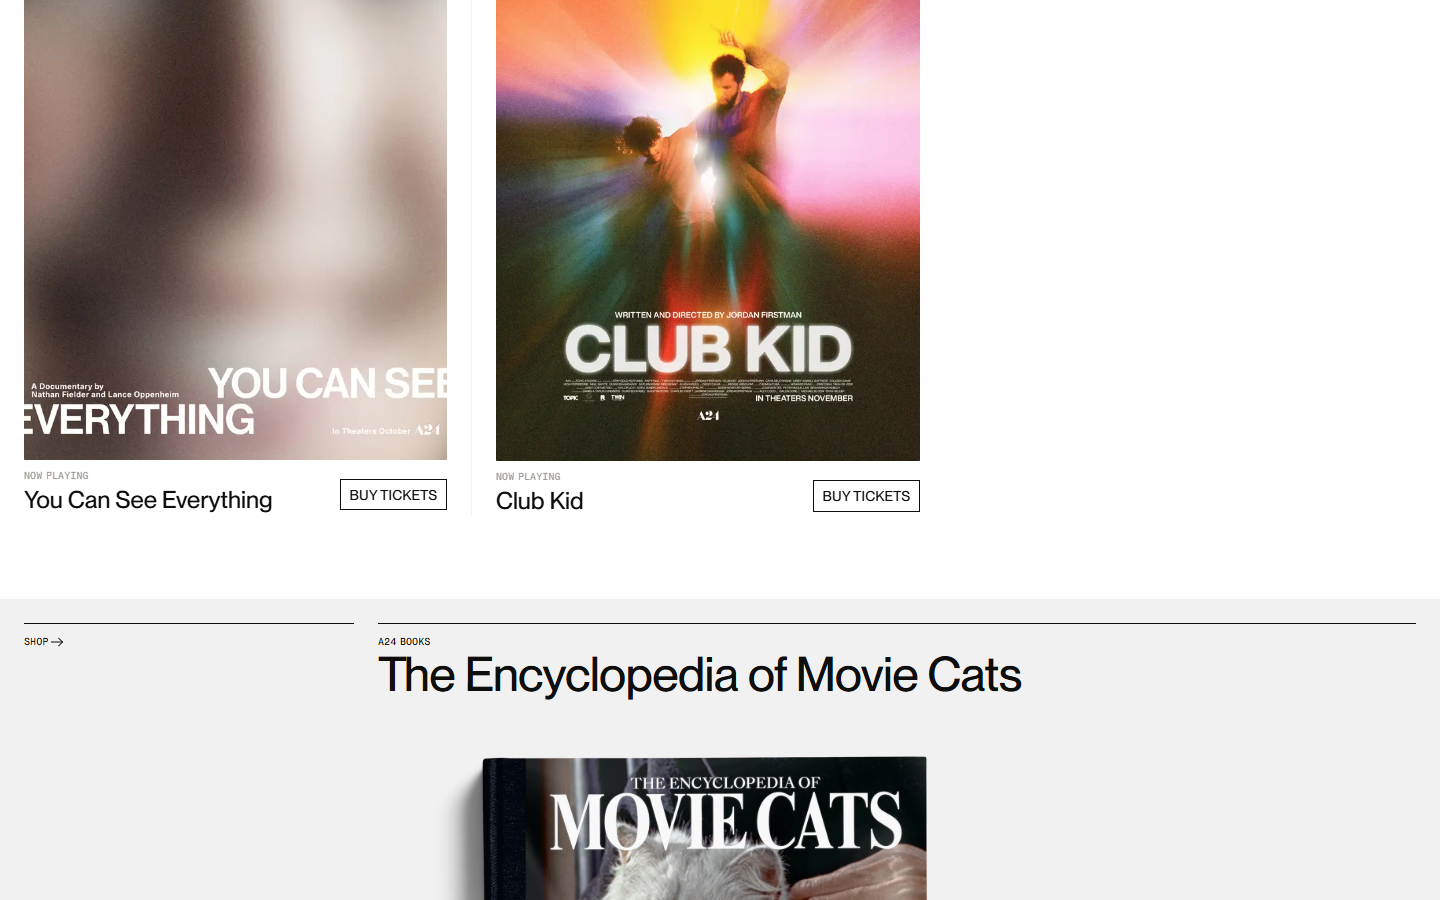 A Documentary by
Nathan Fielder and Lance Oppenheim
YOU CAN SEE
EVERYTHING
In Theaters October A24
NOW PLAYING
You Can See Everything
BUY TICKETS
WRITTEN AND DIRECTED BY JORDAN FIRSTMAN
CLUB KID
TOPIC
TWIN
IN THEATERS NOVEMBER
A24
NOW PLAYING
Club Kid
BUY TICKETS
SHOP
A24 BOOKS
The Encyclopedia of Movie Cats
THE ENCYCLOPEDIA OF
MOVIE CATS